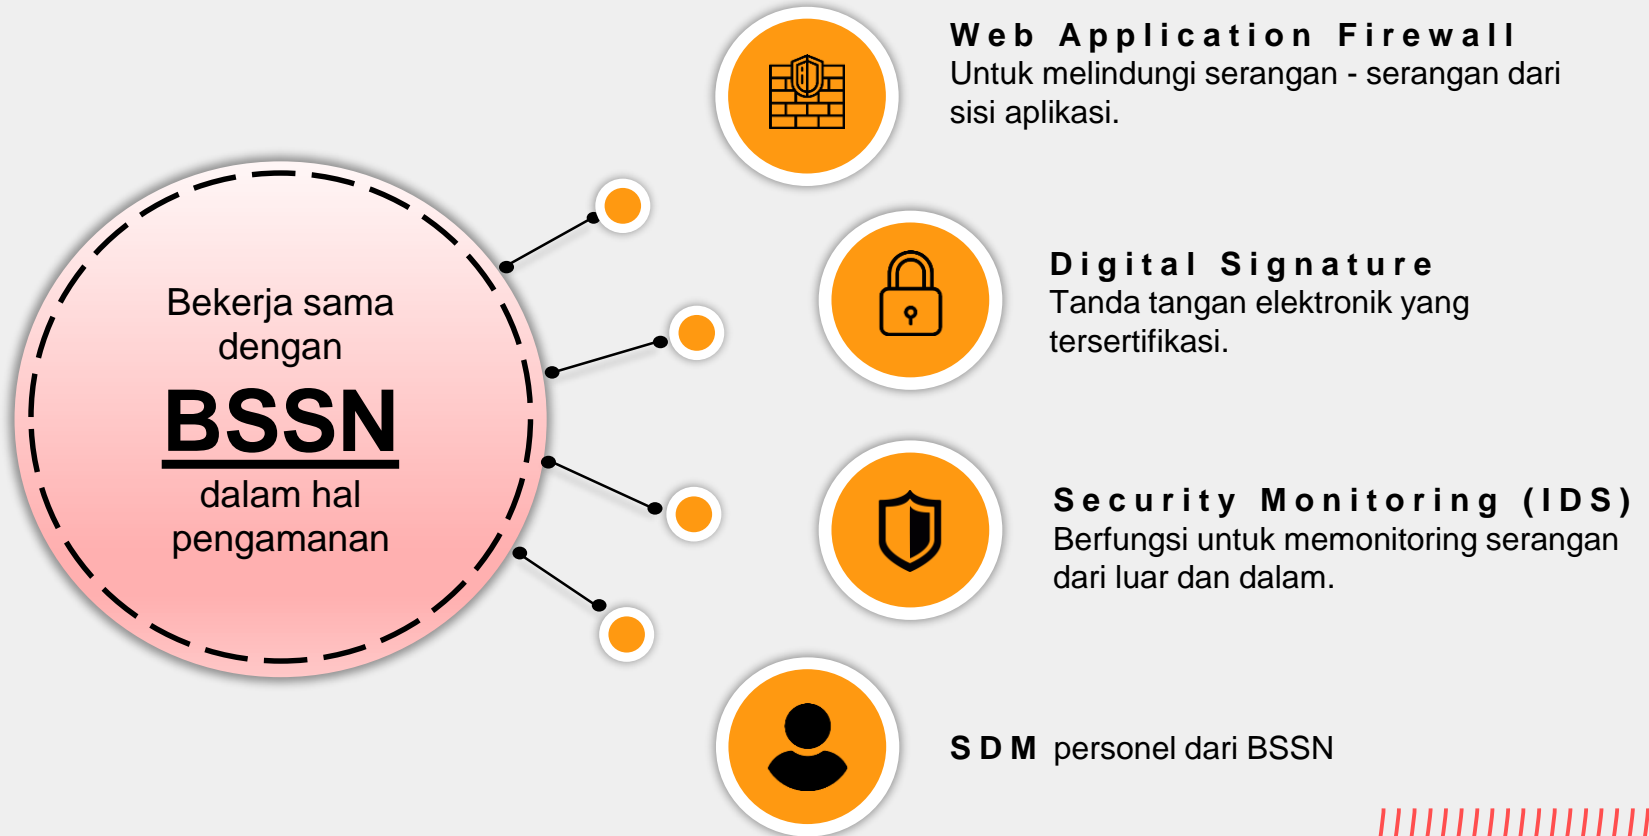 Bekerja sama
dengan
BSSN
dalam hal
pengamanan
Web Application Firewall
Untuk melindungi serangan - serangan dari
sisi aplikasi.
Digital Signature
Tanda tangan elektronik yang
tersertifikasi.
Security Monitoring (IDS)
Berfungsi untuk memonitoring serangan
dari luar dan dalam.
SDM personel dari BSSN